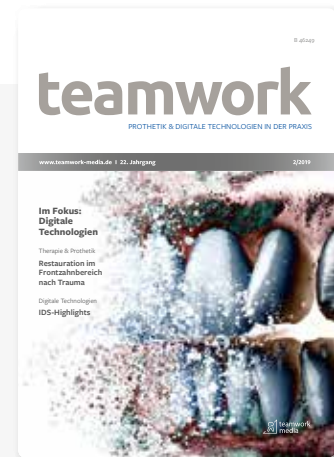 B 46249
teamwork
PROTHETIK & DIGITALE TECHNOLOGIEN IN DER PRAXIS
www.teamwork-media.de I 22. Jahrgang 2/2019
Im Fokus:
Digitale
Technologien
Therapie & Prothetik
Restauration im
Frontzahnbereich
nach Trauma
Digitale Technologien
IDS-Highlights
teamwork
media